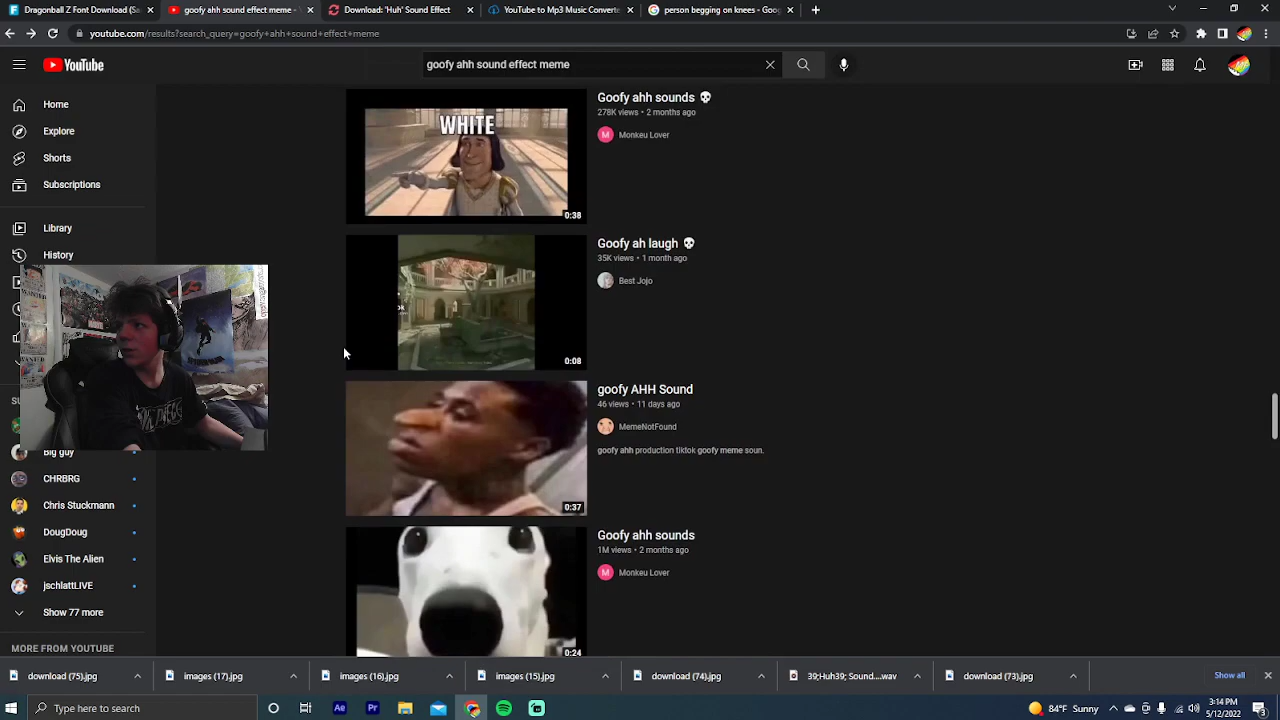 Dragonball Z Font Download (Se
goofy ahh sound effect meme -
Download: 'Huh' Sound Effect
YouTube to Mp3 Music Converte
person begging on knees - Goog
youtube.com/results?search_query=goofy+ahh+sound+effect+meme
YouTube
goofy ahh sound effect meme
Home
Explore
Shorts
Subscriptions
Library
History
Big guy
CHRBRG
Chris Stuckmann
DougDoug
Elvis The Alien
jschlattLIVE
Show 77 more
MORE FROM YOUTUBE
WHITE
0:38
Goofy ahh sounds 💀
278K views • 2 months ago
M
Monkeu Lover
0:08
Goofy ah laugh 💀
35K views • 1 month ago
Best Jojo
0:37
goofy AHH Sound
46 views • 11 days ago
MemeNotFound
goofy ahh production tiktok goofy meme soun.
0:24
Goofy ahh sounds
1M views • 2 months ago
M
Monkeu Lover
download (75).jpg
images (17).jpg
images (16).jpg
images (15).jpg
download (74).jpg
39;Huh39;_Sound....wav
download (73).jpg
Show all
Type here to search
Ae
Pr
84°F Sunny
3:14 PM
5/12/2022